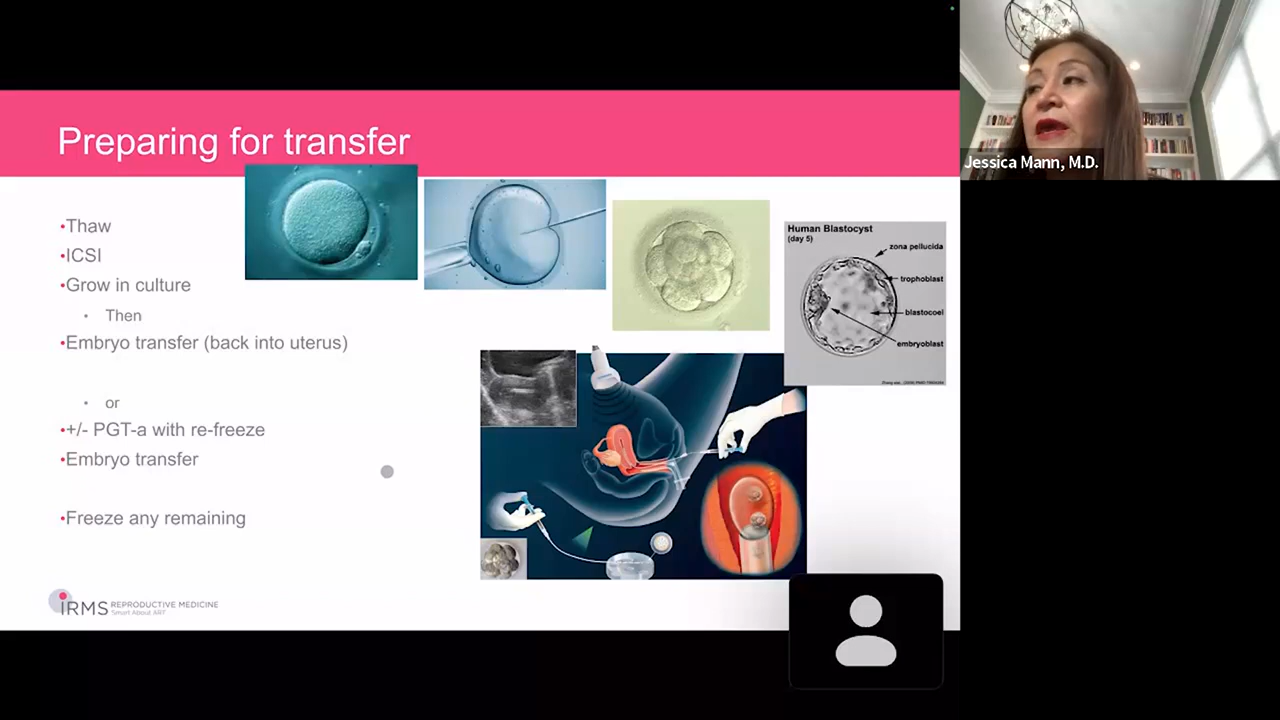 Preparing for transfer
•Thaw
•ICSI
•Grow in culture
• Then
•Embryo transfer (back into uterus)
• or
•+/- PGT-a with re-freeze
•Embryo transfer
•Freeze any remaining
Human Blastocyst
(day 5)
zona pellucida
trophoblast
blastocoel
embryoblast
IRMS REPRODUCTIVE MEDICINE
Smart About ART
Jessica Mann, M.D.